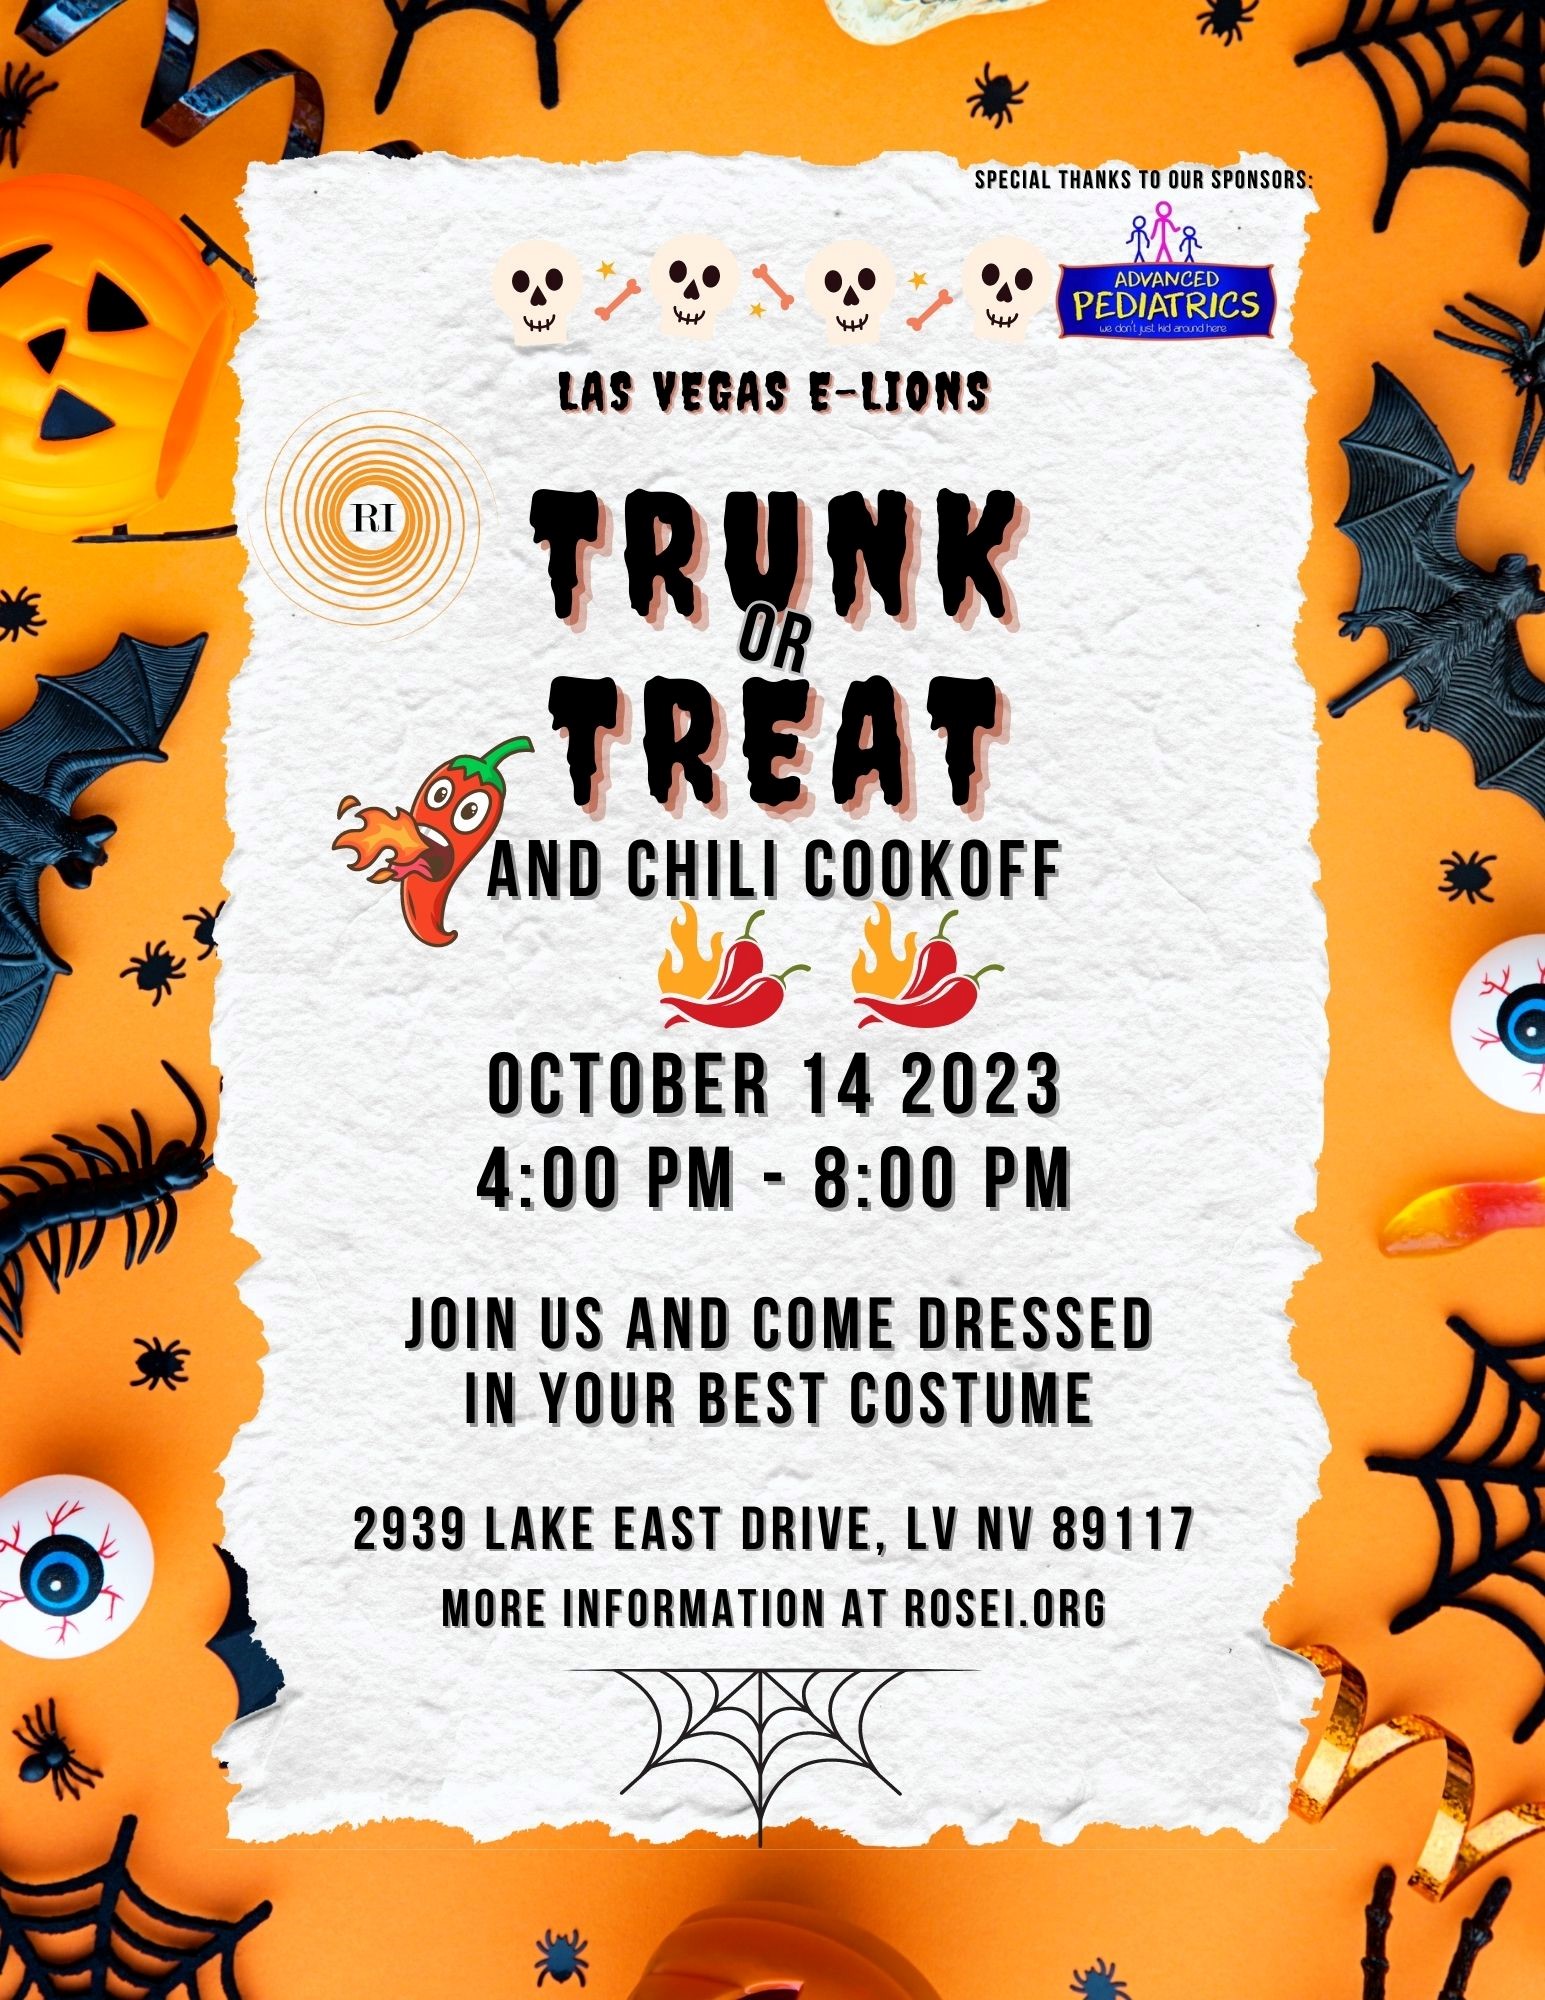 SPECIAL THANKS TO OUR SPONSORS:
ADVANCED
PEDIATRICS
we don't just kid around here
LAS VEGAS E-LIONS
RI
TRUNK
OR
TREAT
AND CHILI COOKOFF
OCTOBER 14 2023
4:00 PM - 8:00 PM
JOIN US AND COME DRESSED
IN YOUR BEST COSTUME
2939 LAKE EAST DRIVE, LV NV 89117
MORE INFORMATION AT ROSEI.ORG